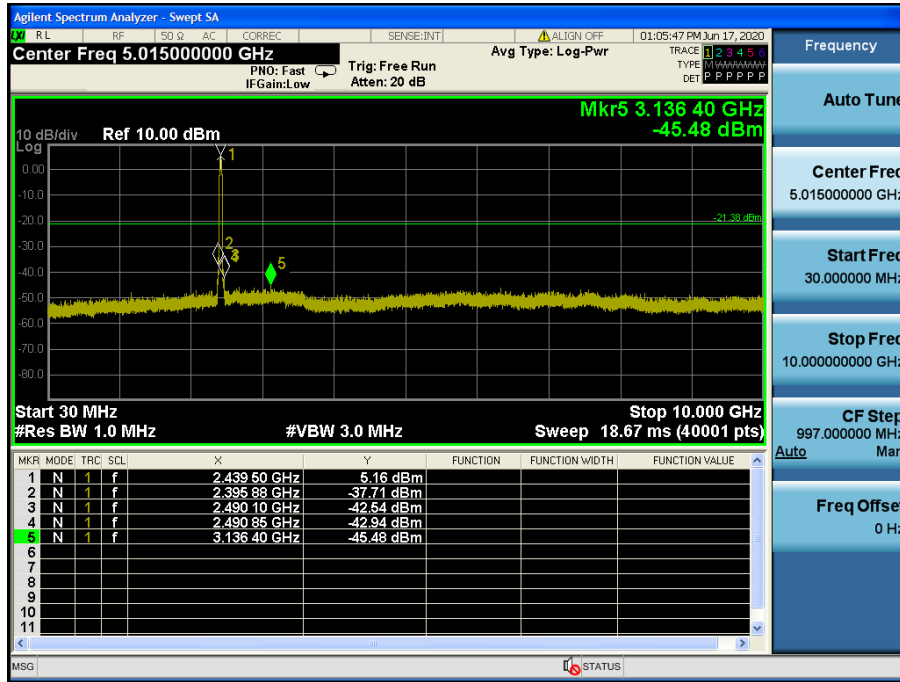 Agilent Spectrum Analyzer - Swept SA
LXI RL RF 50 Ω AC CORREC SENSE:INT ALIGN OFF 01:05:47 PM Jun 17, 2020
Center Freq 5.015000000 GHz
PNO: Fast
IFGain:Low
Trig: Free Run
Atten: 20 dB
Avg Type: Log-Pwr
TRACE 1 2 3 4 5 6
TYPE MWWWWW
DET P P P P P P
Mkr5 3.136 40 GHz
-45.48 dBm
10 dB/div Ref 10.00 dBm
Log
0.00
-10.0
-20.0
-30.0
-40.0
-50.0
-60.0
-70.0
-80.0
1
-21.38 dBm
2
5
Start 30 MHz Stop 10.000 GHz
#Res BW 1.0 MHz #VBW 3.0 MHz Sweep 18.67 ms (40001 pts)
MKR MODE TRC SCL X Y FUNCTION FUNCTION WIDTH FUNCTION VALUE
1 N 1 f 2.439 50 GHz 5.16 dBm
2 N 1 f 2.395 88 GHz -37.71 dBm
3 N 1 f 2.490 10 GHz -42.54 dBm
4 N 1 f 2.490 85 GHz -42.94 dBm
5 N 1 f 3.136 40 GHz -45.48 dBm
6
7
8
9
10
11
MSG STATUS
Frequency
Auto Tune
Center Freq
5.015000000 GHz
Start Freq
30.000000 MHz
Stop Freq
10.000000000 GHz
CF Step
997.000000 MHz
Auto Man
Freq Offset
0 Hz